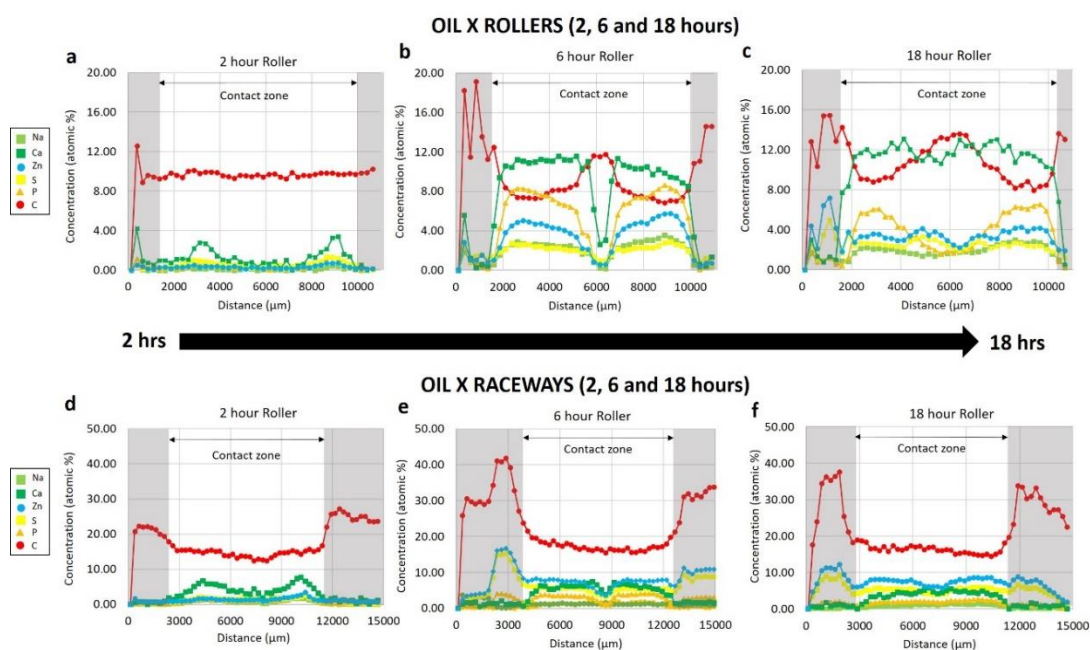 OIL X ROLLERS (2, 6 and 18 hours)
a
2 hour Roller
b
6 hour Roller
c
18 hour Roller
Na
Ca
Zn
S
P
C
Concentration (atomic %)
20.00
16.00
12.00
8.00
4.00
0.00
Contact zone
0 2000 4000 6000 8000 10000
Distance (µm)
Concentration (atomic %)
20.00
16.00
12.00
8.00
4.00
0.00
Contact zone
0 2000 4000 6000 8000 10000
Distance (µm)
Concentration (atomic %)
20.00
16.00
12.00
8.00
4.00
0.00
Contact zone
0 2000 4000 6000 8000 10000
Distance (µm)
2 hrs
18 hrs
OIL X RACEWAYS (2, 6 and 18 hours)
d
2 hour Roller
e
6 hour Roller
f
18 hour Roller
Na
Ca
Zn
S
P
C
Concentration (atomic %)
50.00
40.00
30.00
20.00
10.00
0.00
Contact zone
0 3000 6000 9000 12000 15000
Distance (µm)
Concentration (atomic %)
50.00
40.00
30.00
20.00
10.00
0.00
Contact zone
0 3000 6000 9000 12000 15000
Distance (µm)
Concentration (atomic %)
50.00
40.00
30.00
20.00
10.00
0.00
Contact zone
0 3000 6000 9000 12000 15000
Distance (µm)